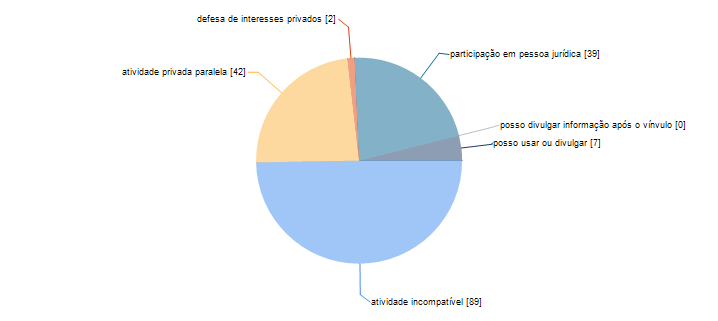 defesa de interesses privados [2]
participação em pessoa jurídica [39]
atividade privada paralela [42]
posso divulgar informação após o vínvulo [0]
posso usar ou divulgar [7]
atividade incompatível [89]